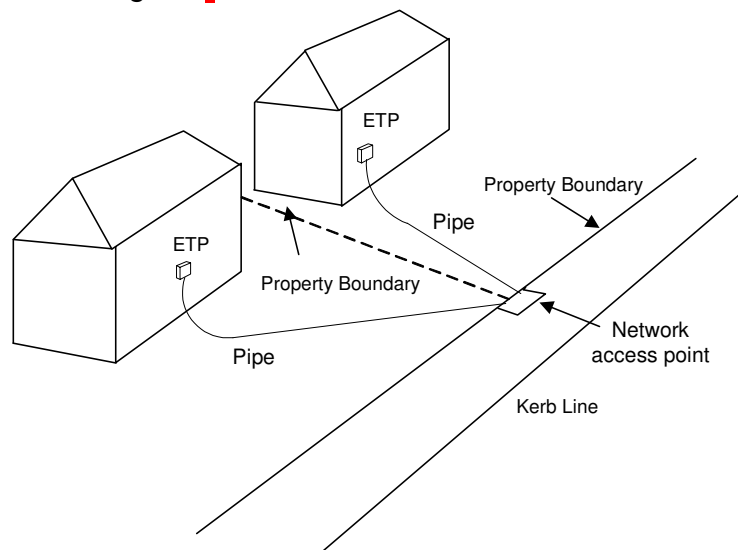 ETP
Property Boundary
Pipe
ETP
Property Boundary
Network
access point
Pipe
Kerb Line